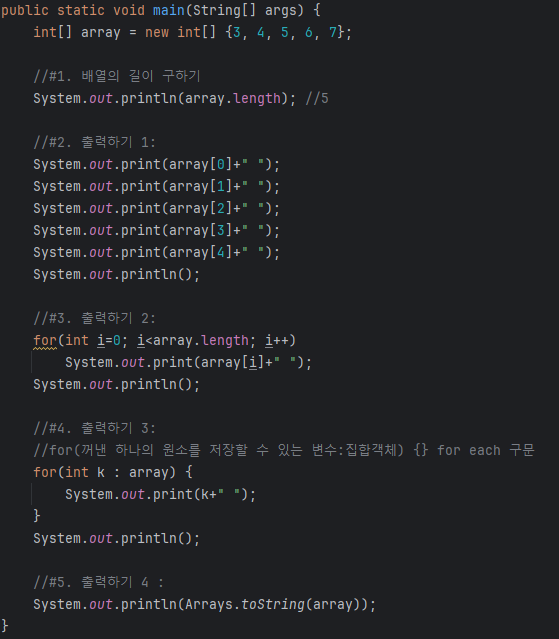 public static void main(String[] args) {
    int[] array = new int[] {3, 4, 5, 6, 7};
    //#1. 배열의 길이 구하기
    System.out.println(array.length); //5
    //#2. 출력하기 1:
    System.out.print(array[0]+" ");
    System.out.print(array[1]+" ");
    System.out.print(array[2]+" ");
    System.out.print(array[3]+" ");
    System.out.print(array[4]+" ");
    System.out.println();
    //#3. 출력하기 2:
    for(int i=0; i<array.length; i++)
        System.out.print(array[i]+" ");
    System.out.println();
    //#4. 출력하기 3:
    //for(꺼낸 하나의 원소를 저장할 수 있는 변수:집합객체) {} for each 구문
    for(int k : array) {
        System.out.print(k+" ");
    }
    System.out.println();
    //#5. 출력하기 4 :
    System.out.println(Arrays.toString(array));
}